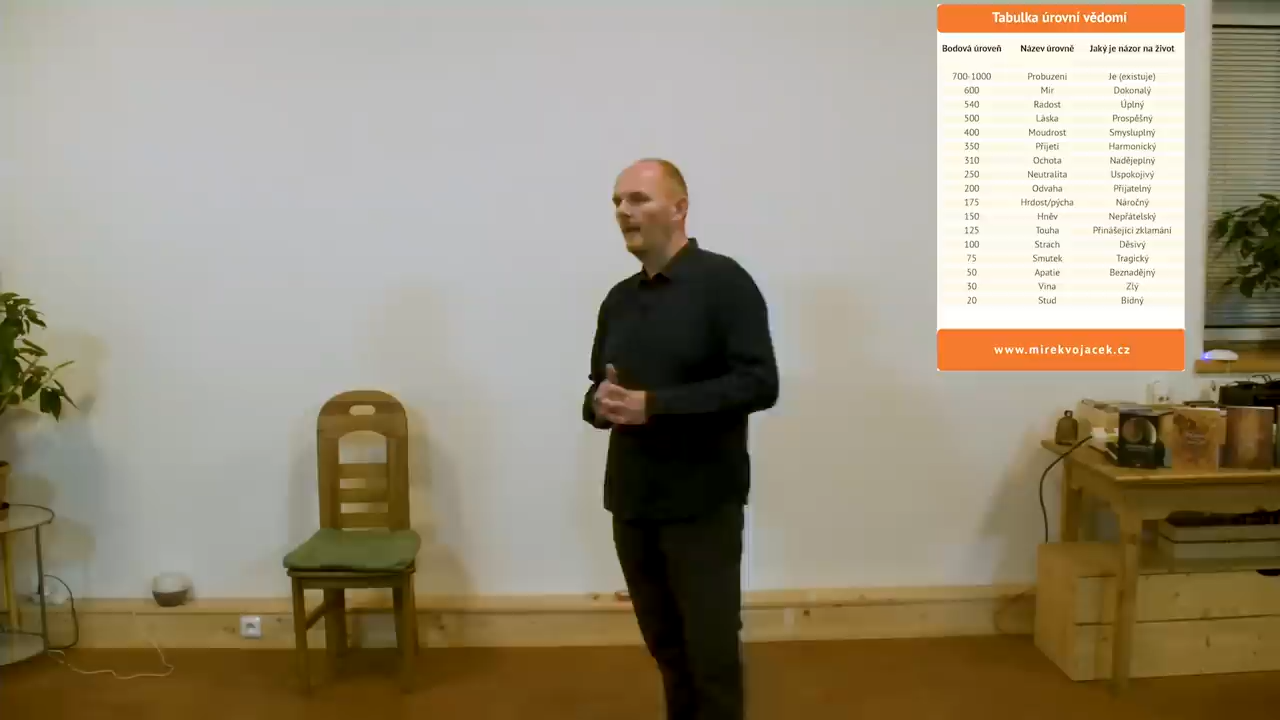 Tabulka úrovní vědomí
Bodová úroveň Název úrovně Jaký je názor na život
700-1000 Probuzení Je (existuje)
600 Mír Dokonalý
540 Radost Úplný
500 Láska Prospěšný
400 Moudrost Smysluplný
350 Přijetí Harmonický
310 Ochota Nadějeplný
250 Neutralita Uspokojivý
200 Odvaha Přijatelný
175 Hrdost/pýcha Náročný
150 Hněv Nepřátelský
125 Touha Přinášející zklamání
100 Strach Děsivý
75 Smutek Tragický
50 Apatie Beznadějný
30 Vina Zlý
20 Stud Bídný
www.mirekvojacek.cz